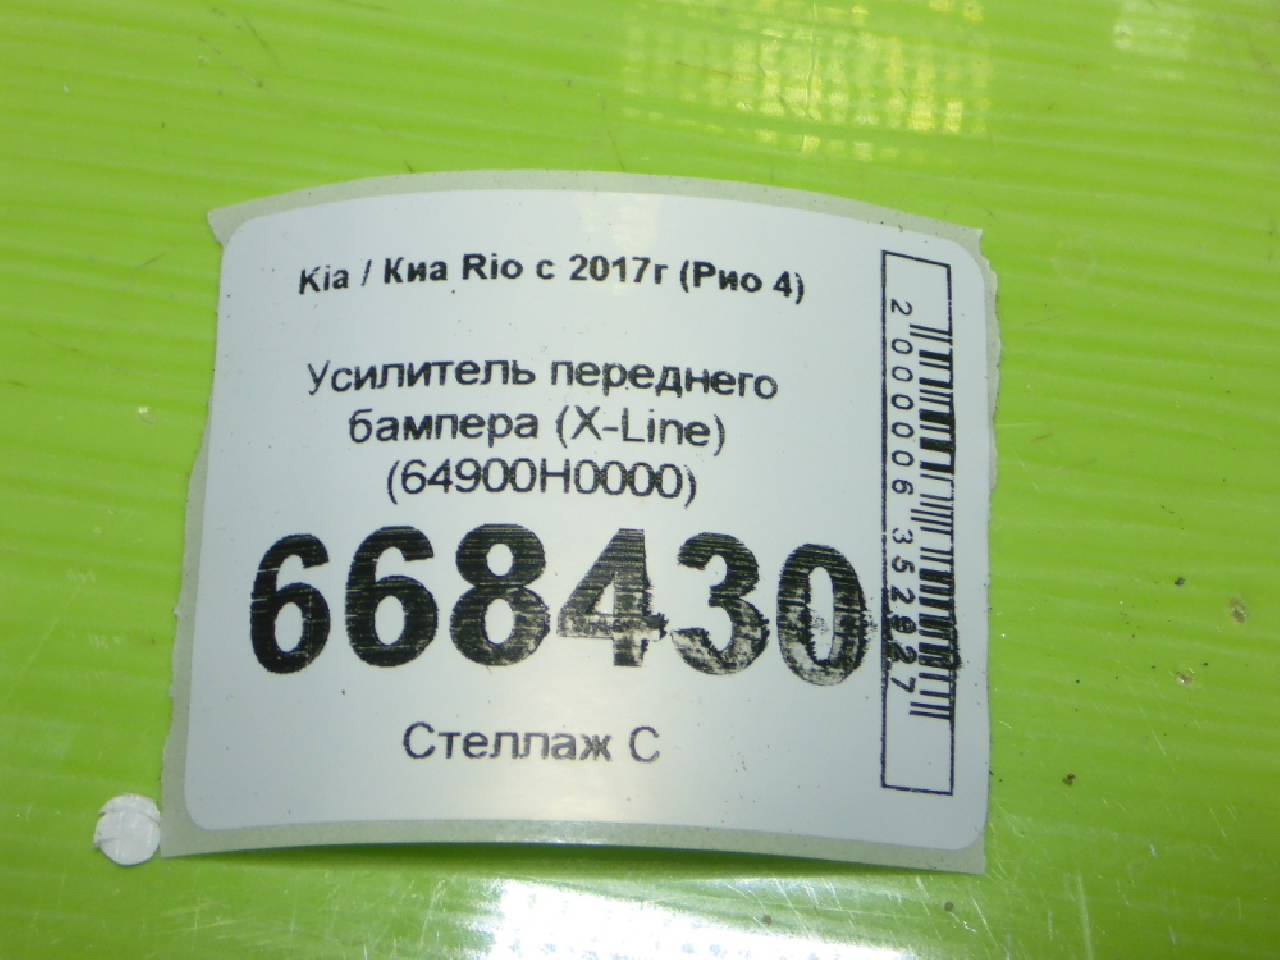 Kia / Киа Rio с 2017г (Рио 4)
Усилитель переднего
бампера (X-Line)
(64900H0000)
668430
Стеллаж С
2000006352927